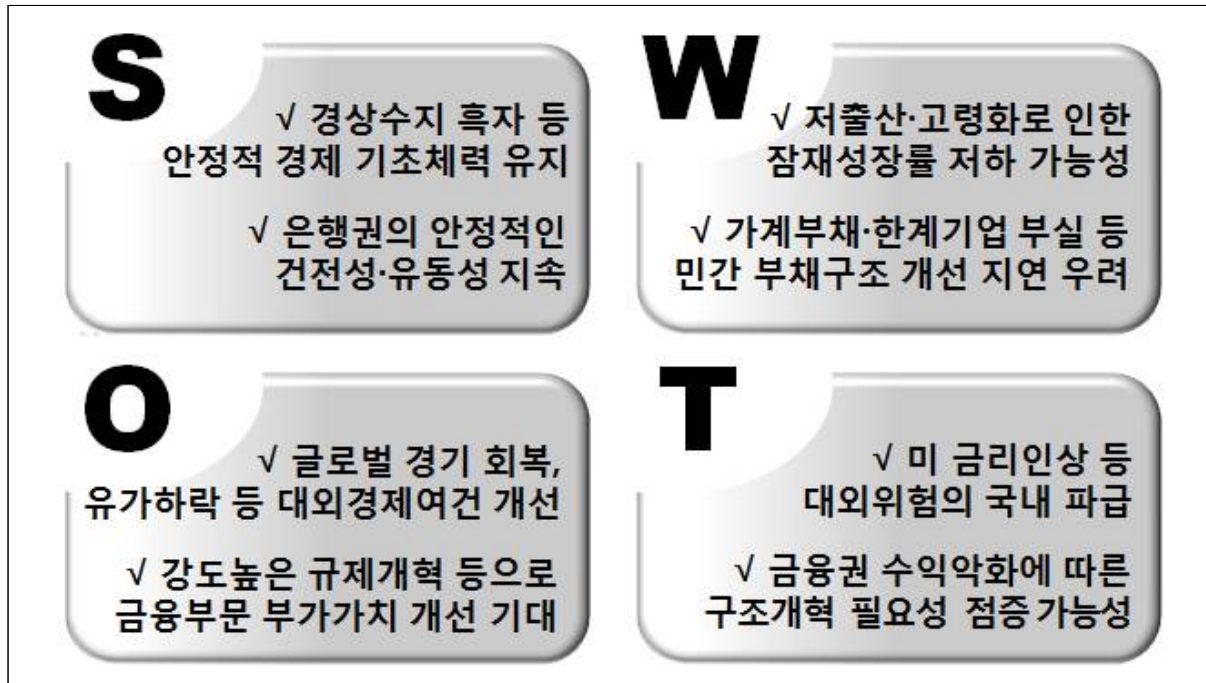 S
√ 경상수지 흑자 등
안정적 경제 기초체력 유지
√ 은행권의 안정적인
건전성·유동성 지속
W
√ 저출산·고령화로 인한
잠재성장률 저하 가능성
√ 가계부채·한계기업 부실 등
민간 부채구조 개선 지연 우려
O
√ 글로벌 경기 회복,
유가하락 등 대외경제여건 개선
√ 강도높은 규제개혁 등으로
금융부문 부가가치 개선 기대
T
√ 미 금리인상 등
대외위험의 국내 파급
√ 금융권 수익악화에 따른
구조개혁 필요성 점증 가능성